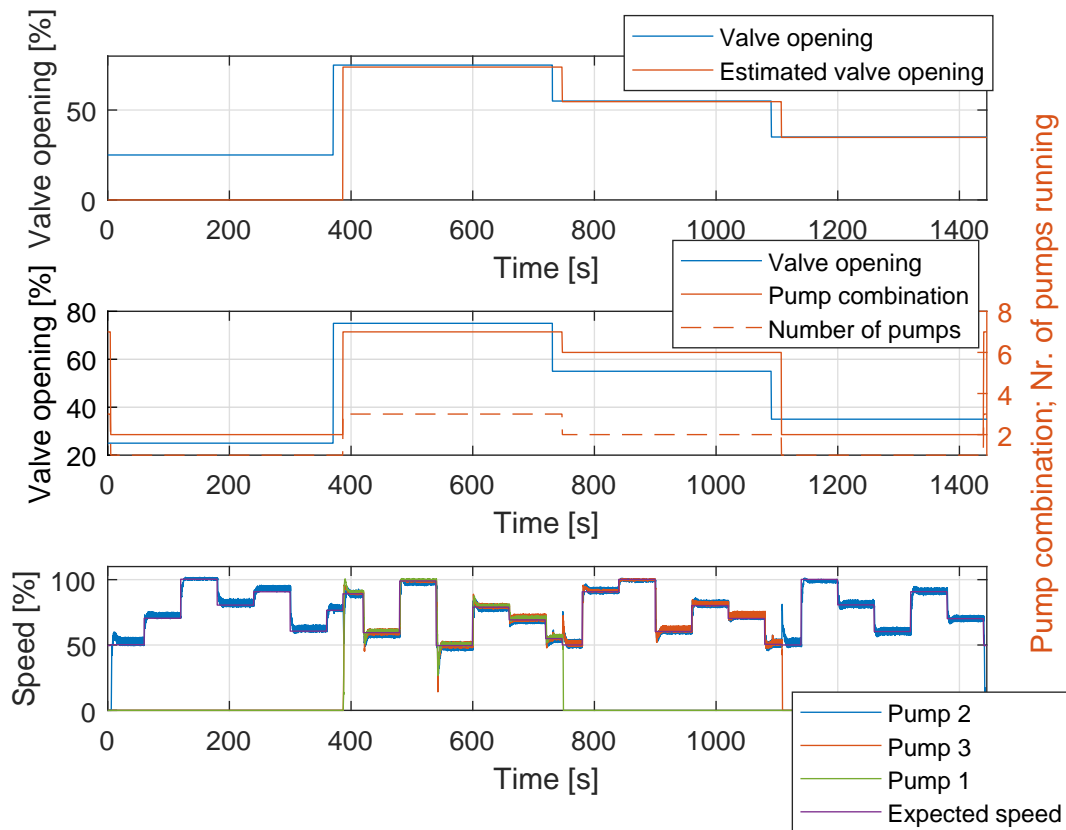 Valve opening
Estimated valve opening
Valve opening [%]
50
0
0 200 400 600 800 1000 1200 1400
Time [s]
Valve opening
Pump combination
Number of pumps
Valve opening [%]
80
60
40
20
8
6
4
2
Pump combination; Nr. of pumps running
0 200 400 600 800 1000 1200 1400
Time [s]
Speed [%]
100
50
0
0 200 400 600 800 1000
Time [s]
Pump 2
Pump 3
Pump 1
Expected speed